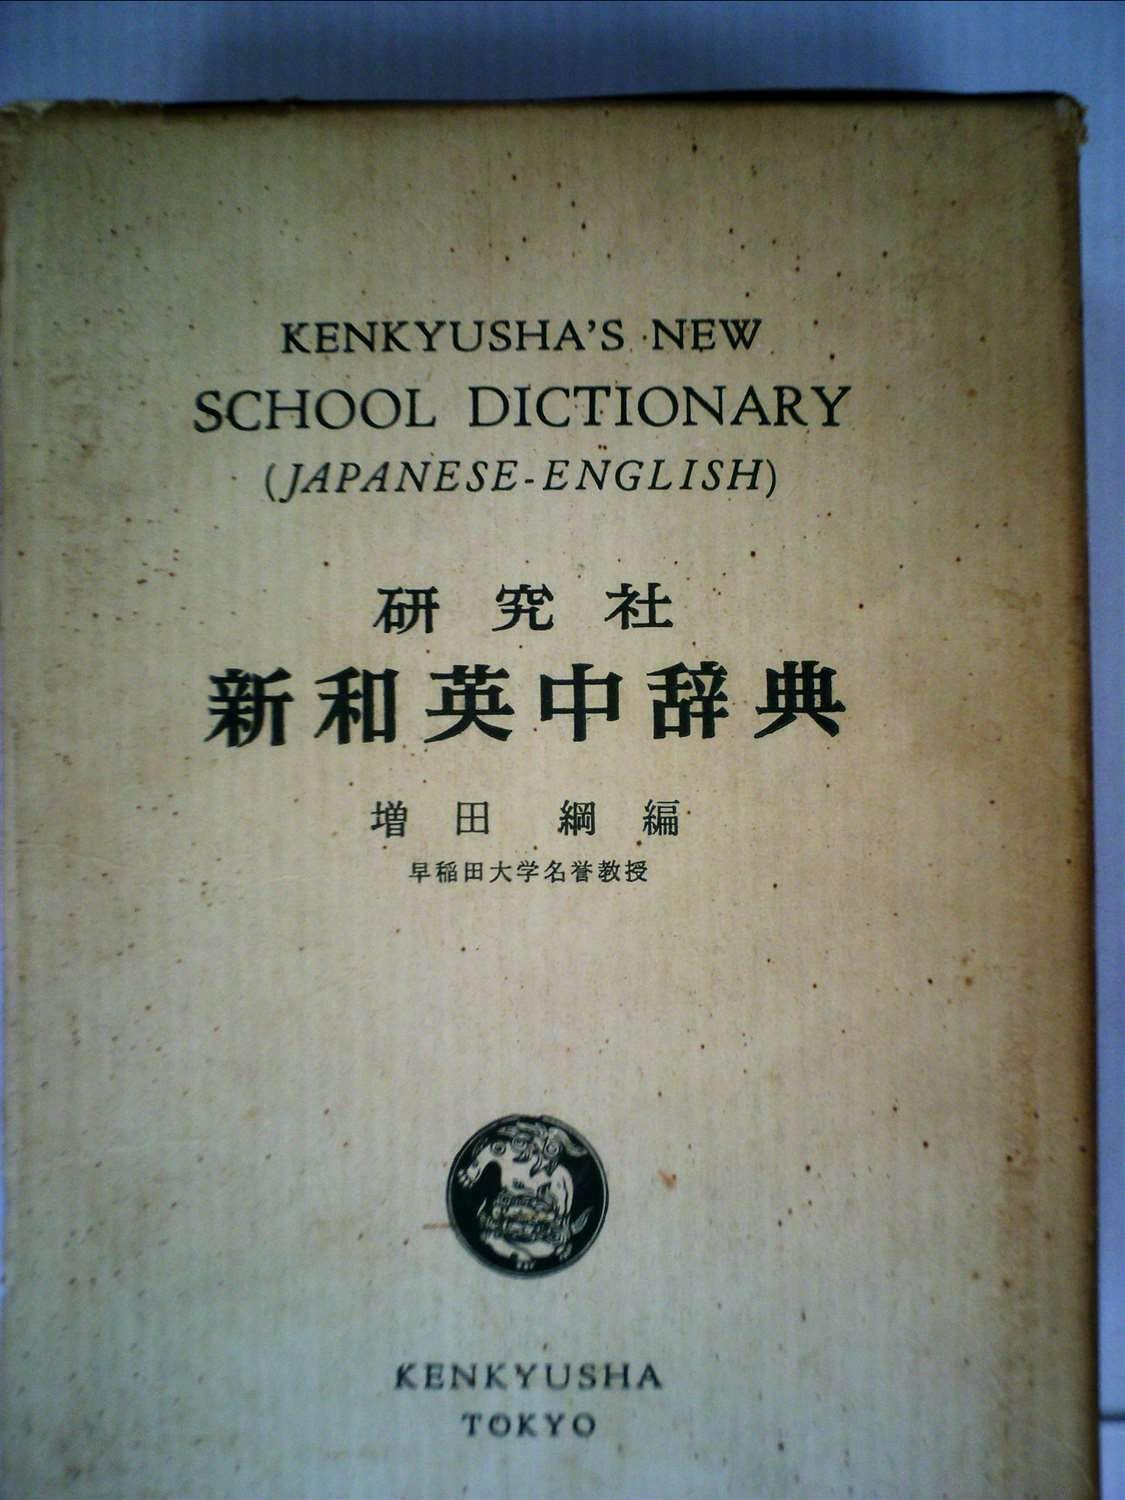 KENKYUSHA'S NEW
SCHOOL DICTIONARY
(JAPANESE-ENGLISH)
研究社
新和英中辞典
増田 綱 編
早稲田大学名誉教授
KENKYUSHA
TOKYO